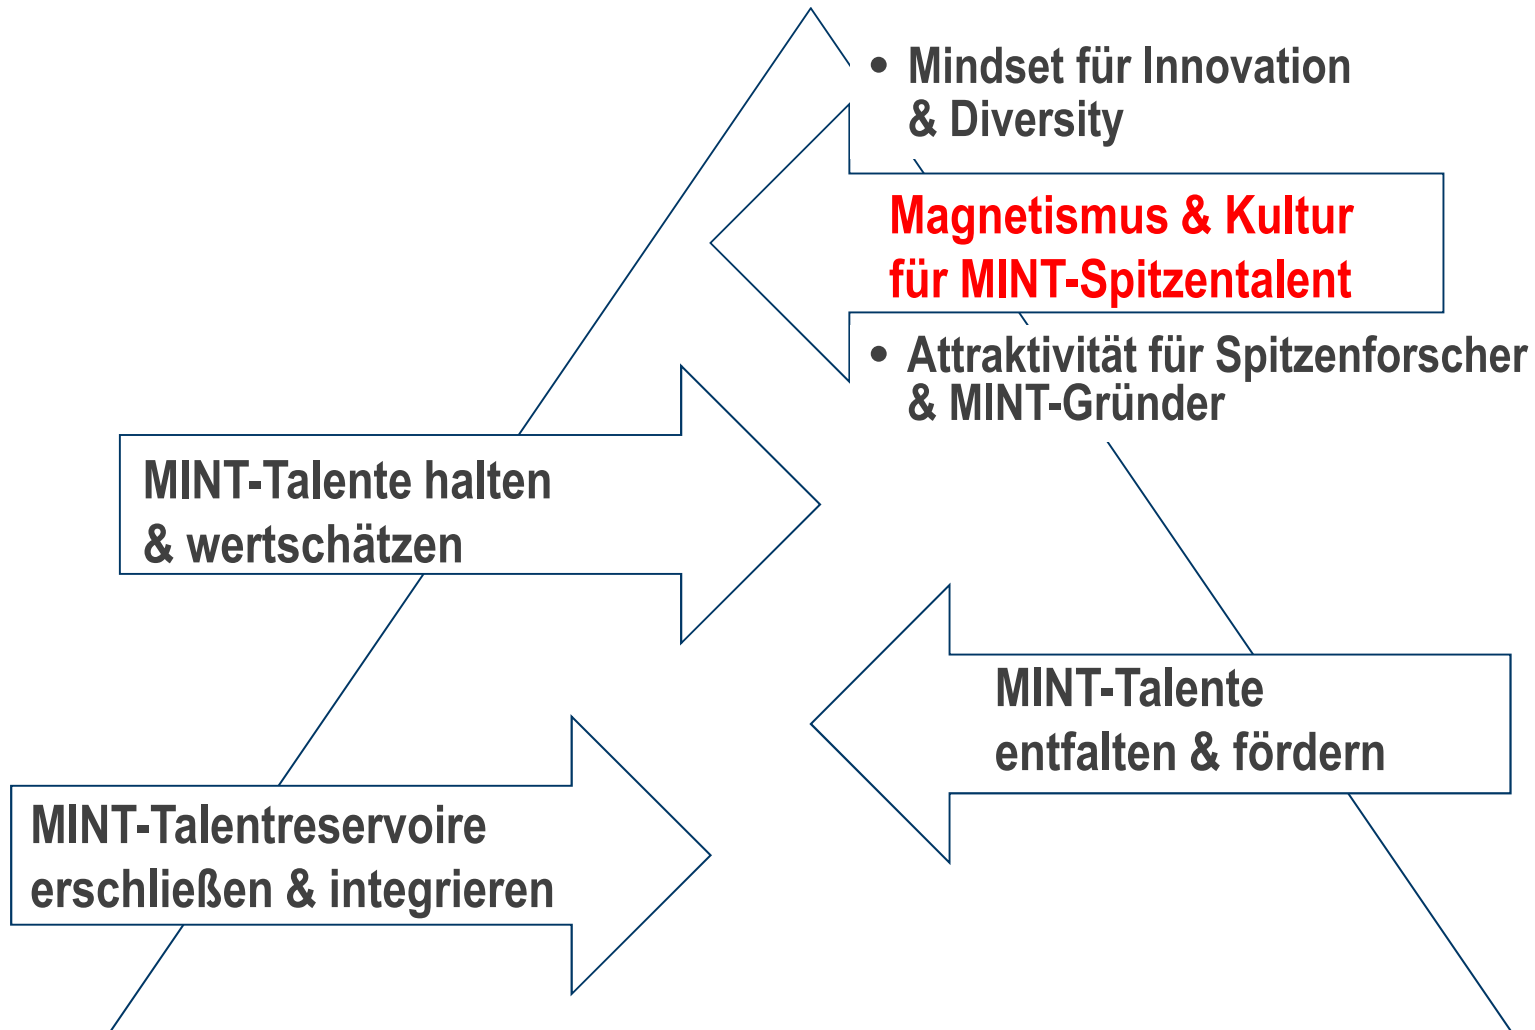 • Mindset für Innovation
& Diversity
Magnetismus & Kultur
für MINT-Spitzentalent
• Attraktivität für Spitzenforscher
& MINT-Gründer
MINT-Talente halten
& wertschätzen
MINT-Talente
entfalten & fördern
MINT-Talentreservoire
erschließen & integrieren